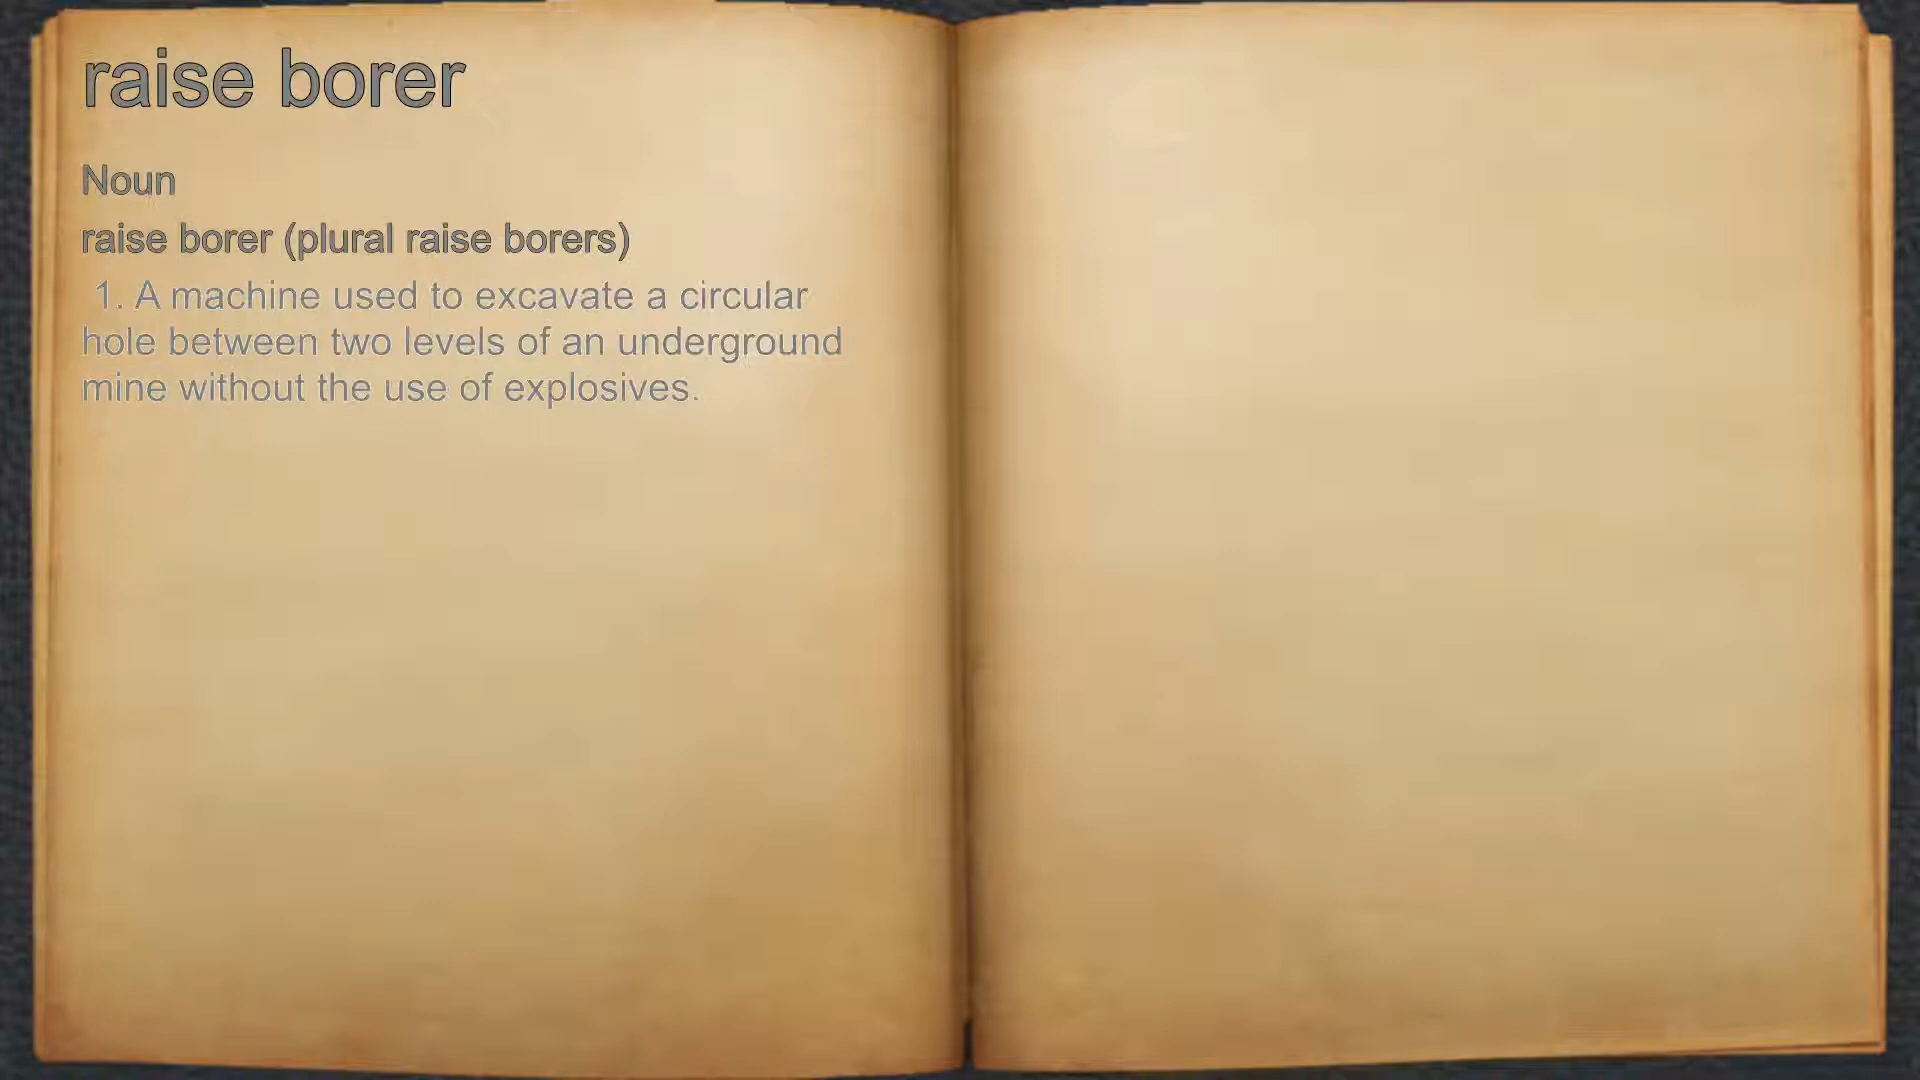 raise borer
Noun
raise borer (plural raise borers)
1. A machine used to excavate a circular
hole between two levels of an underground
mine without the use of explosives.